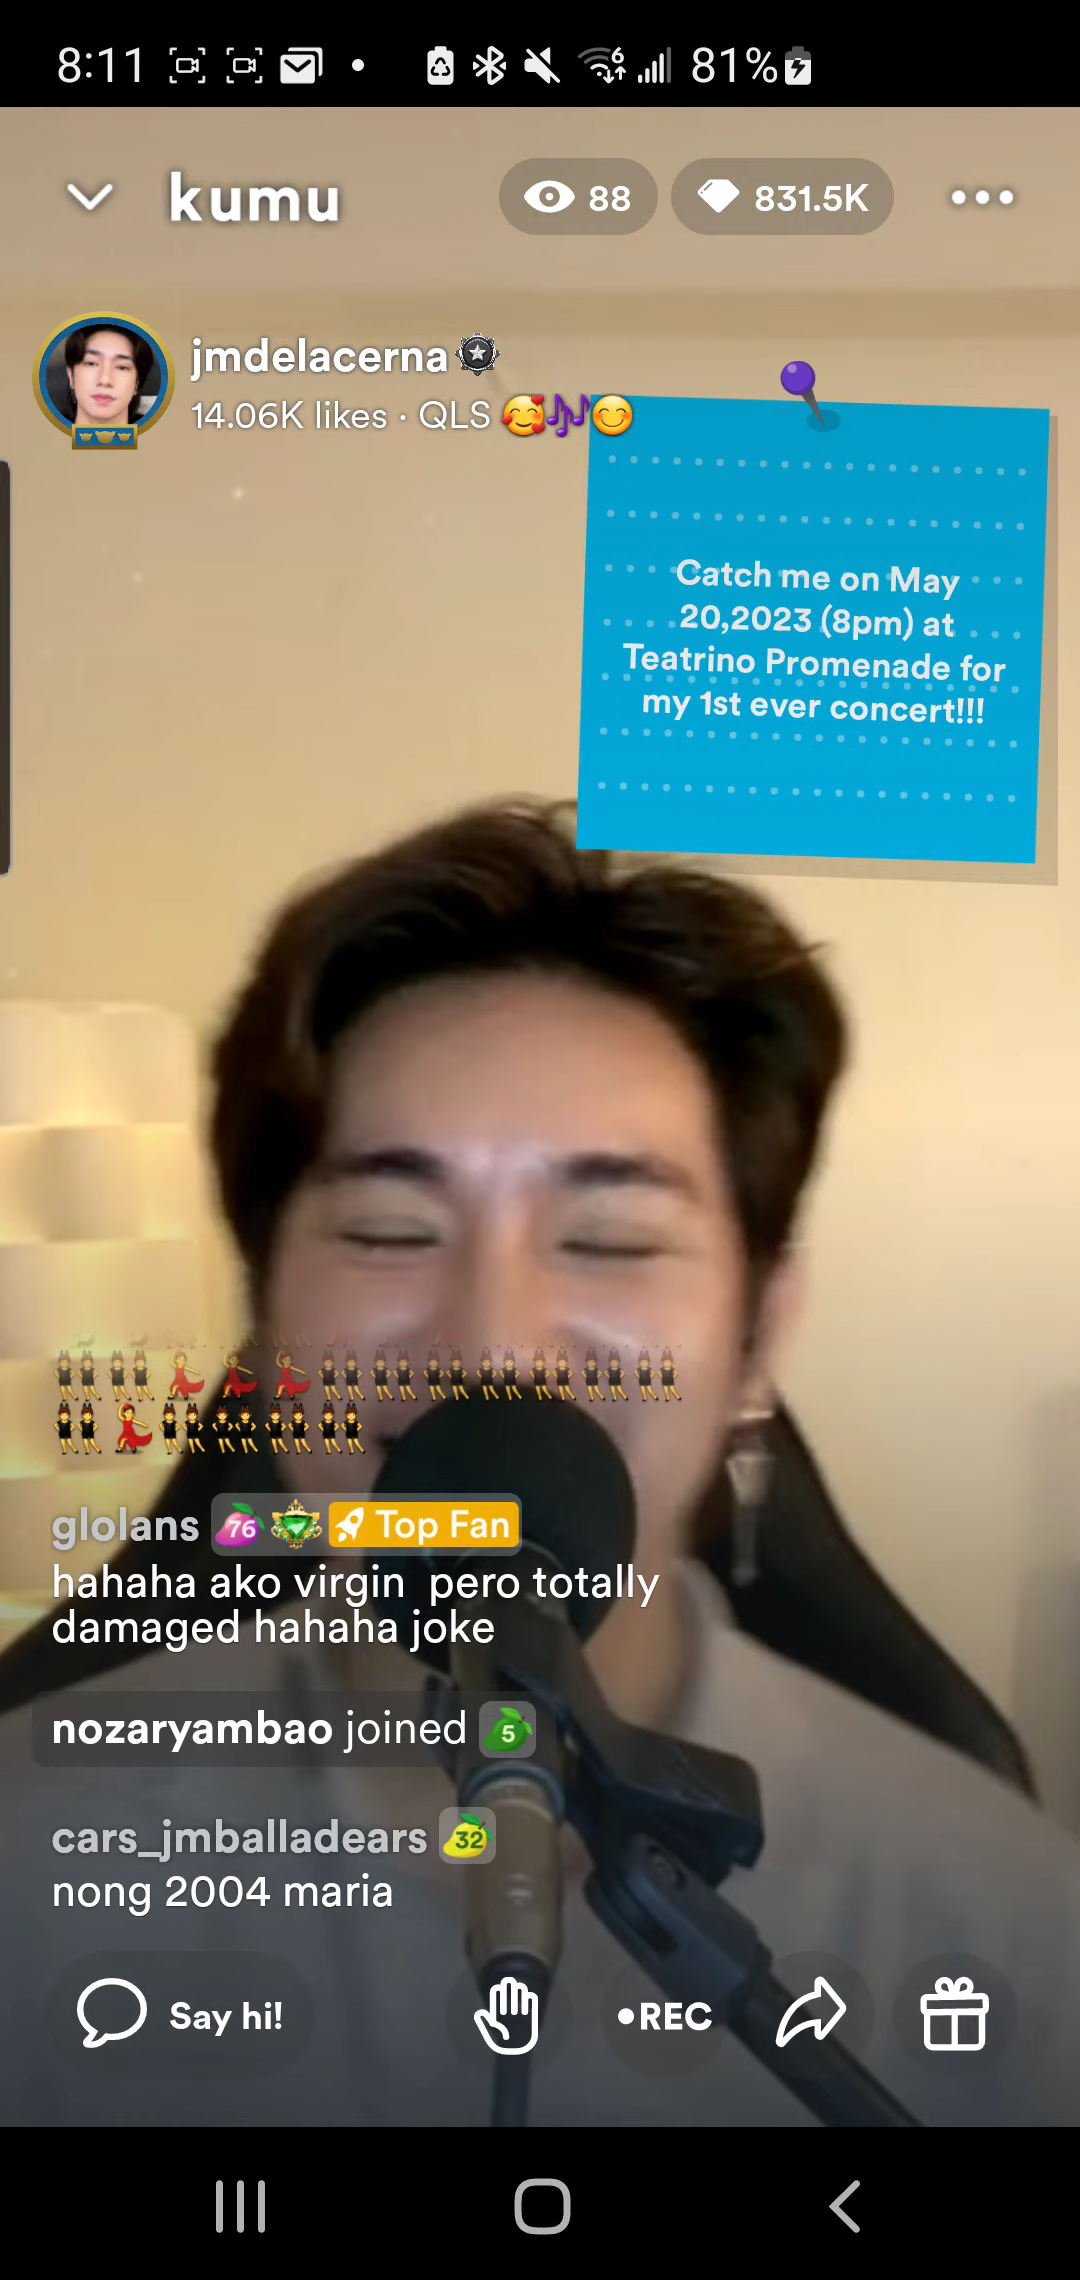 8:11 81%
kumu 88 831.5K
jmdelacerna
14.06K likes · QLS 🥰🎶😊
Catch me on May
20,2023 (8pm) at
Teatrino Promenade for
my 1st ever concert!!!
👯👯💃💃💃👯👯👯👯👯👯👯
👯💃👯👯👯👯
glolans 76 Top Fan
hahaha ako virgin  pero totally
damaged hahaha joke
nozaryambao joined 5
cars_jmballadears 32
nong 2004 maria
Say hi! •REC